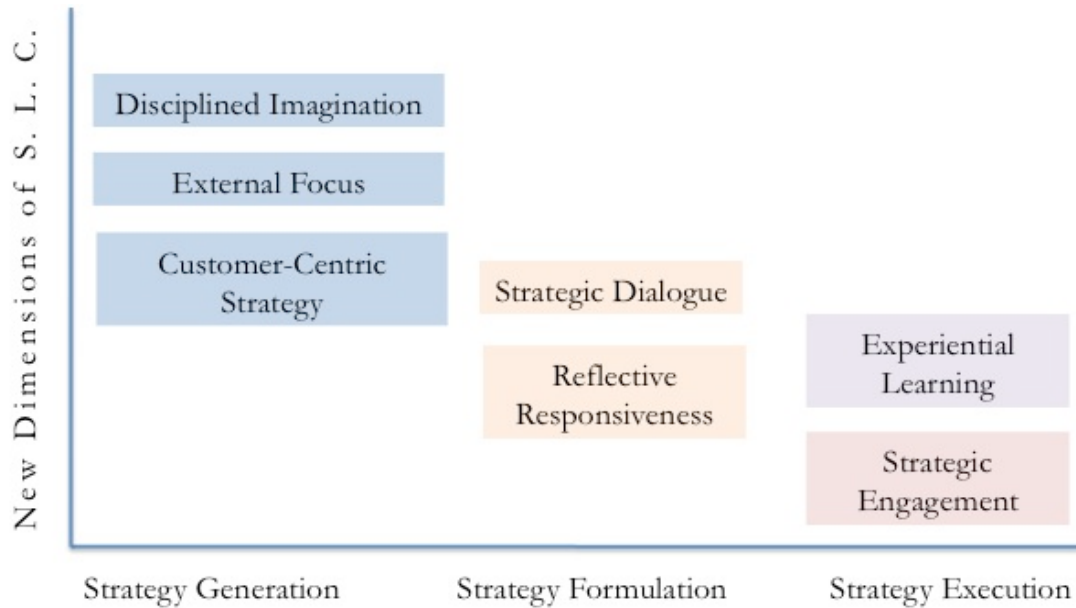 New Dimensions of S. L. C.
Disciplined Imagination
External Focus
Customer-Centric
Strategy
Strategic Dialogue
Reflective
Responsiveness
Experiential
Learning
Strategic
Engagement
Strategy Generation
Strategy Formulation
Strategy Execution